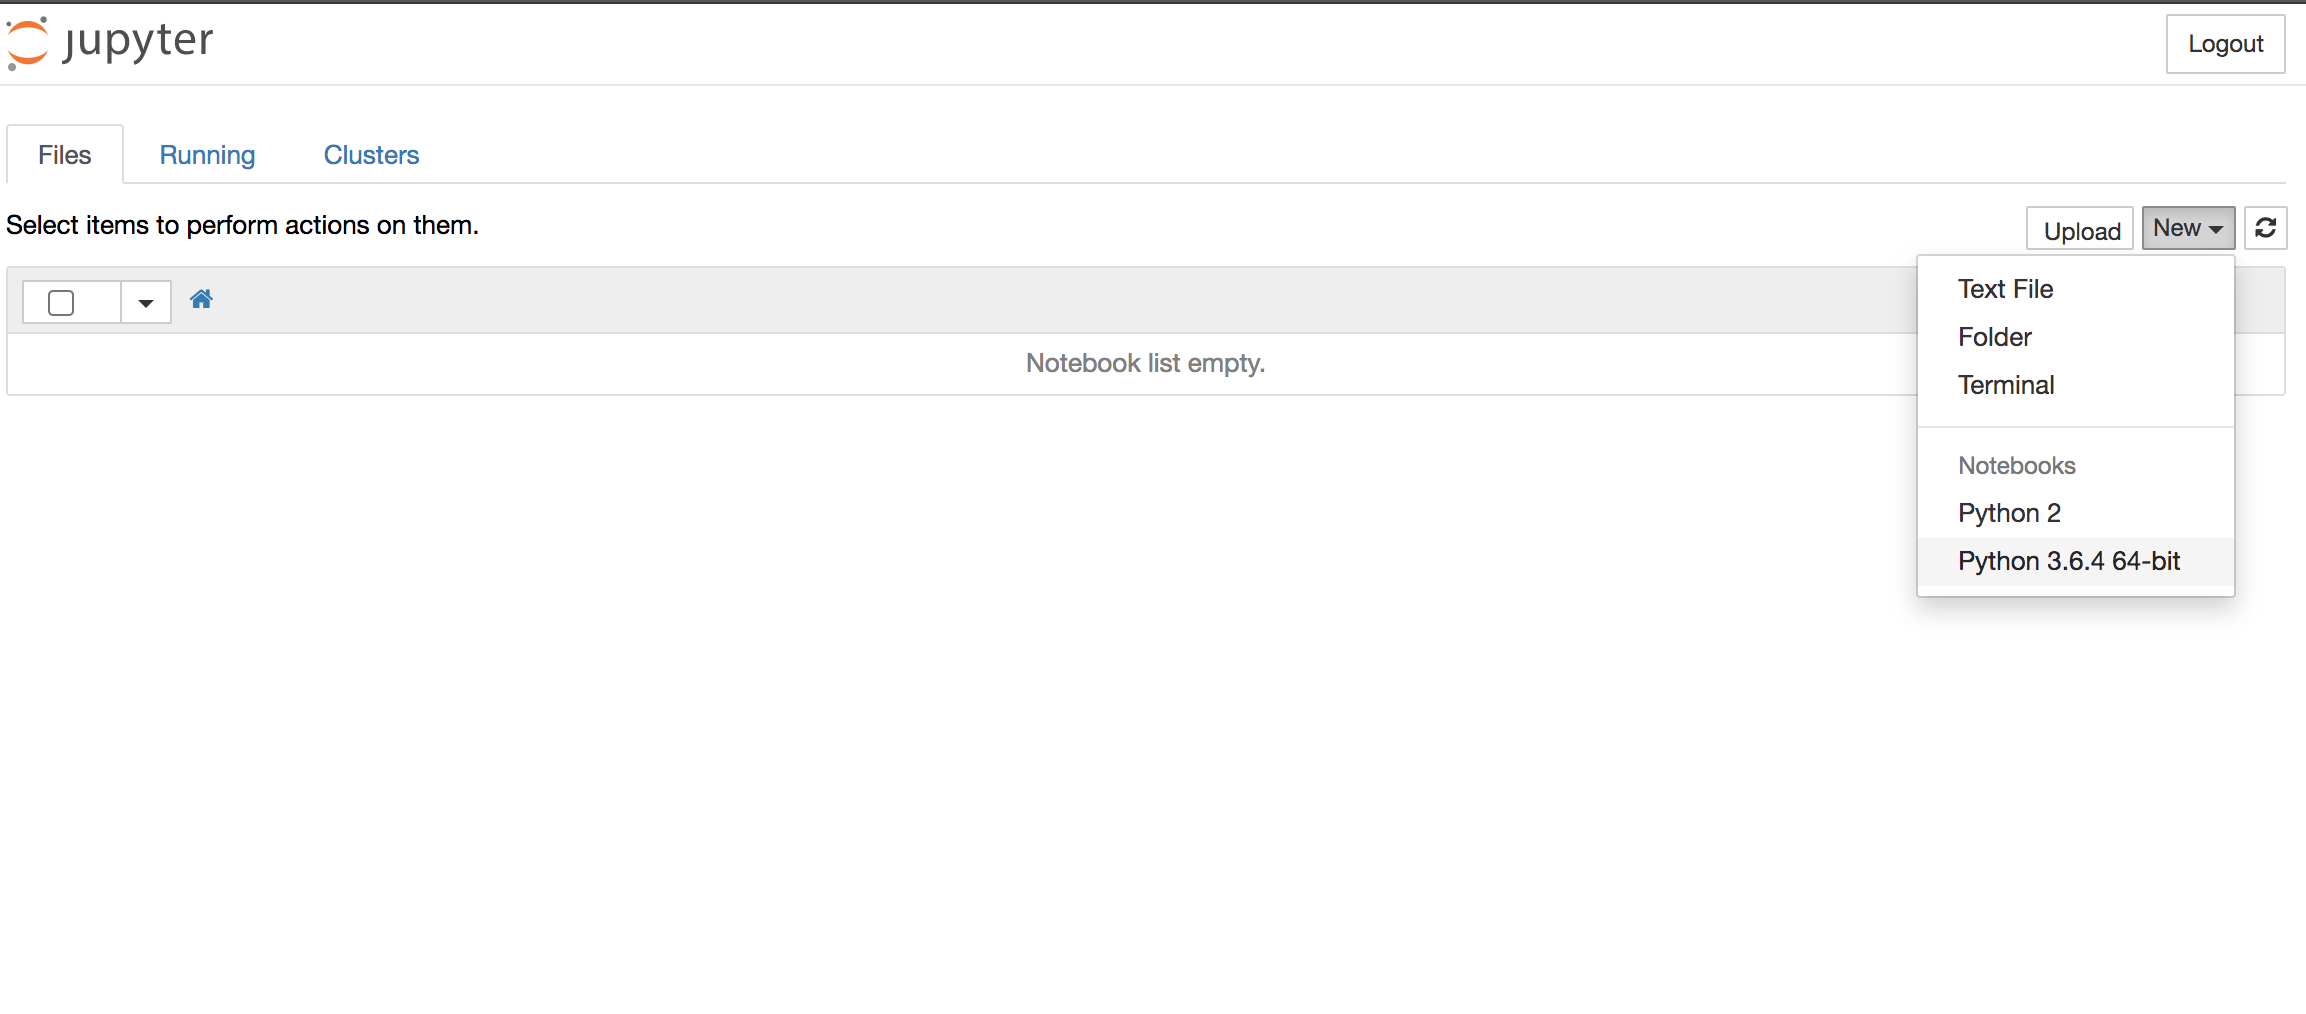 jupyter
Logout
Files Running Clusters
Select items to perform actions on them.
Upload New
Notebook list empty.
Text File
Folder
Terminal
Notebooks
Python 2
Python 3.6.4 64-bit